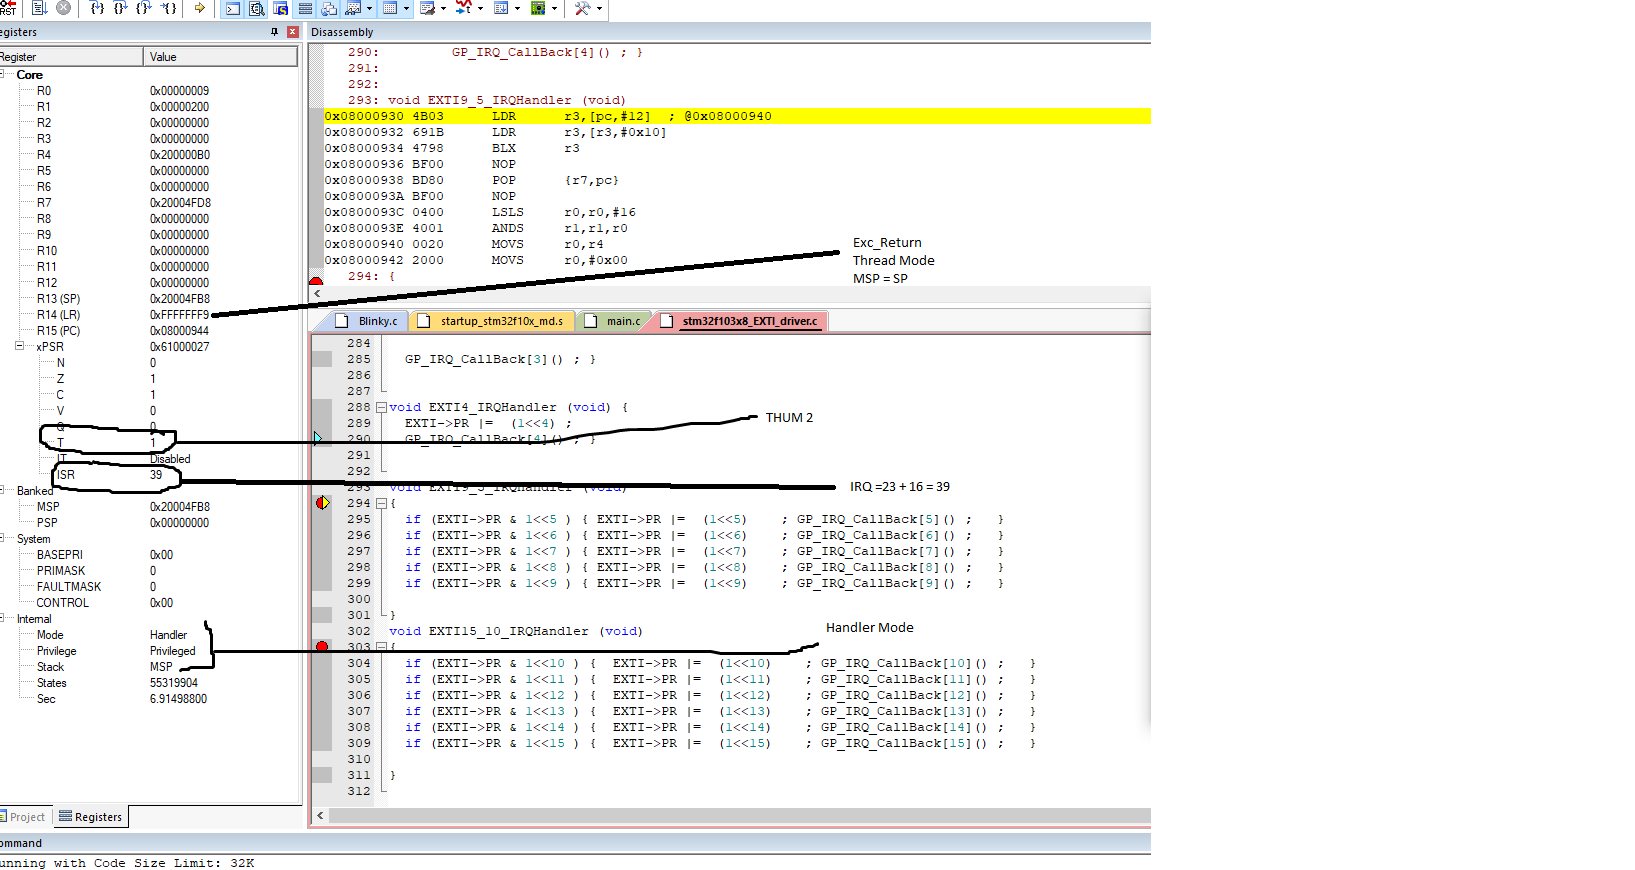 RST
egisters
Register Value
Core
R0 0x00000009
R1 0x00000200
R2 0x00000000
R3 0x00000000
R4 0x200000B0
R5 0x00000000
R6 0x00000000
R7 0x20004FD8
R8 0x00000000
R9 0x00000000
R10 0x00000000
R11 0x00000000
R12 0x00000000
R13 (SP) 0x20004FB8
R14 (LR) 0xFFFFFFF9
R15 (PC) 0x08000944
xPSR 0x61000027
N 0
Z 1
C 1
V 0
Q 0
T 1
IT Disabled
ISR 39
Banked
MSP 0x20004FB8
PSP 0x00000000
System
BASEPRI 0x00
PRIMASK 0
FAULTMASK 0
CONTROL 0x00
Internal
Mode Handler
Privilege Privileged
Stack MSP
States 55319904
Sec 6.91498800
Project Registers
Disassembly
290: GP_IRQ_CallBack[4]() ; }
291:
292:
293: void EXTI9_5_IRQHandler (void)
0x08000930 4B03 LDR r3,[pc,#12] ; @0x08000940
0x08000932 691B LDR r3,[r3,#0x10]
0x08000934 4798 BLX r3
0x08000936 BF00 NOP
0x08000938 BD80 POP {r7,pc}
0x0800093A BF00 NOP
0x0800093C 0400 LSLS r0,r0,#16
0x0800093E 4001 ANDS r1,r1,r0
0x08000940 0020 MOVS r0,r4
0x08000942 2000 MOVS r0,#0x00
294: {
Exc_Return
Thread Mode
MSP = SP
Blinky.c startup_stm32f10x_md.s main.c stm32f103x8_EXTI_driver.c
284
285 GP_IRQ_CallBack[3]() ; }
286
287
288 void EXTI4_IRQHandler (void) {
289 EXTI->PR |= (1<<4) ;
290 GP_IRQ_CallBack[4]() ; }
291
292
293 void EXTI9_5_IRQHandler (void)
294 {
295 if (EXTI->PR & 1<<5 ) { EXTI->PR |= (1<<5) ; GP_IRQ_CallBack[5]() ; }
296 if (EXTI->PR & 1<<6 ) { EXTI->PR |= (1<<6) ; GP_IRQ_CallBack[6]() ; }
297 if (EXTI->PR & 1<<7 ) { EXTI->PR |= (1<<7) ; GP_IRQ_CallBack[7]() ; }
298 if (EXTI->PR & 1<<8 ) { EXTI->PR |= (1<<8) ; GP_IRQ_CallBack[8]() ; }
299 if (EXTI->PR & 1<<9 ) { EXTI->PR |= (1<<9) ; GP_IRQ_CallBack[9]() ; }
300
301 }
302 void EXTI15_10_IRQHandler (void)
303 {
304 if (EXTI->PR & 1<<10 ) { EXTI->PR |= (1<<10) ; GP_IRQ_CallBack[10]() ; }
305 if (EXTI->PR & 1<<11 ) { EXTI->PR |= (1<<11) ; GP_IRQ_CallBack[11]() ; }
306 if (EXTI->PR & 1<<12 ) { EXTI->PR |= (1<<12) ; GP_IRQ_CallBack[12]() ; }
307 if (EXTI->PR & 1<<13 ) { EXTI->PR |= (1<<13) ; GP_IRQ_CallBack[13]() ; }
308 if (EXTI->PR & 1<<14 ) { EXTI->PR |= (1<<14) ; GP_IRQ_CallBack[14]() ; }
309 if (EXTI->PR & 1<<15 ) { EXTI->PR |= (1<<15) ; GP_IRQ_CallBack[15]() ; }
310
311 }
312
THUM 2
IRQ =23 + 16 = 39
Handler Mode
ommand
unning with Code Size Limit: 32K